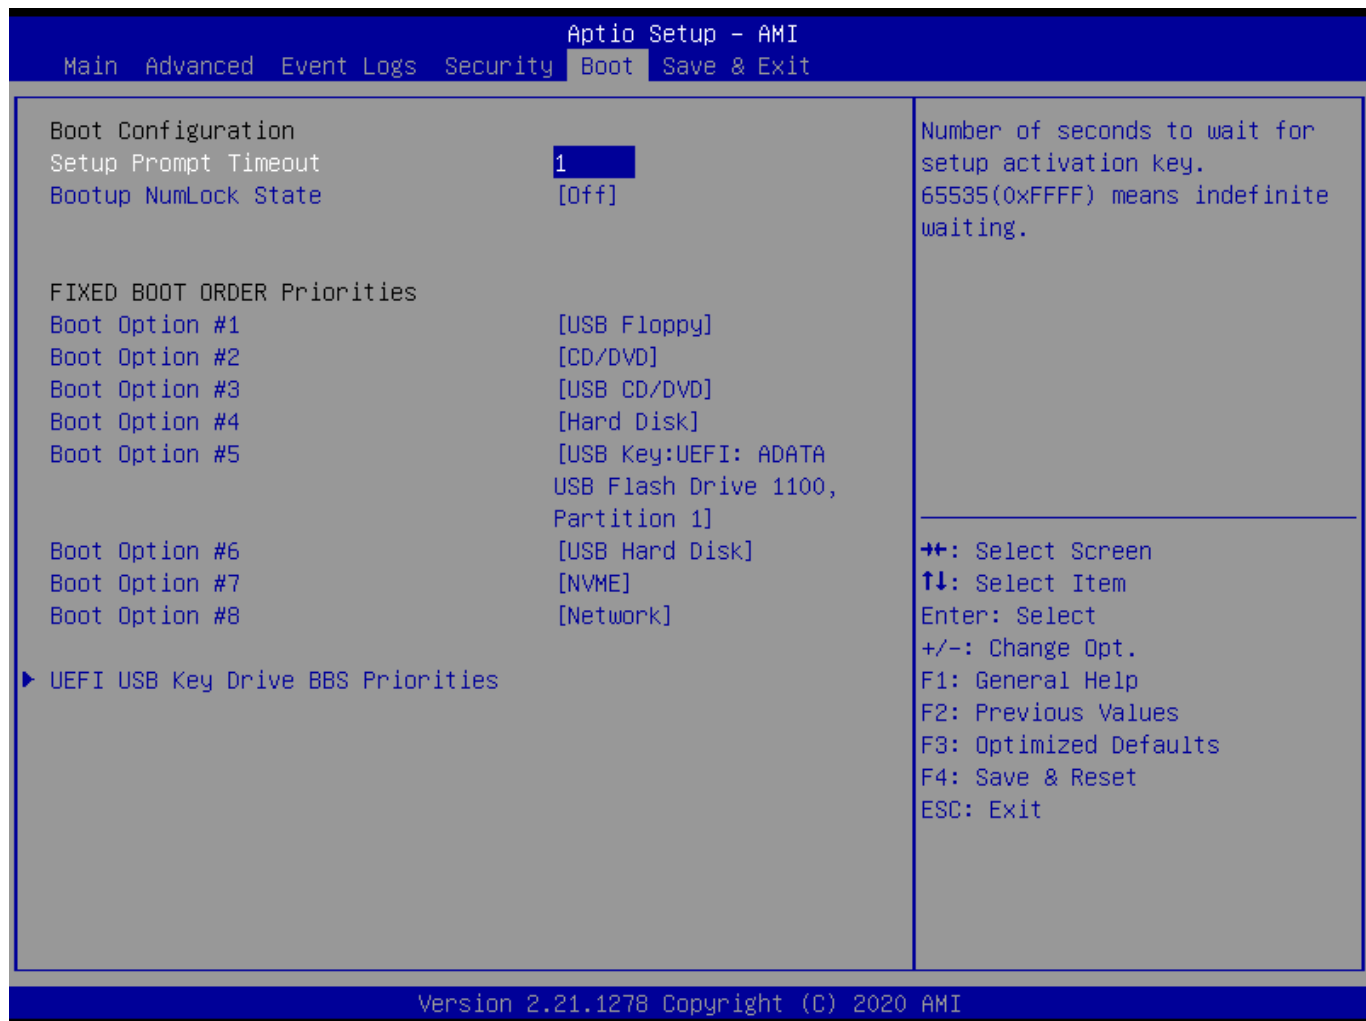 Aptio Setup – AMI
Main Advanced Event Logs Security Boot Save & Exit
Boot Configuration
Setup Prompt Timeout 1
Bootup NumLock State [Off]
FIXED BOOT ORDER Priorities
Boot Option #1 [USB Floppy]
Boot Option #2 [CD/DVD]
Boot Option #3 [USB CD/DVD]
Boot Option #4 [Hard Disk]
Boot Option #5 [USB Key:UEFI: ADATA
USB Flash Drive 1100,
Partition 1]
Boot Option #6 [USB Hard Disk]
Boot Option #7 [NVME]
Boot Option #8 [Network]
▶ UEFI USB Key Drive BBS Priorities
Number of seconds to wait for
setup activation key.
65535(0xFFFF) means indefinite
waiting.
→←: Select Screen
↑↓: Select Item
Enter: Select
+/-: Change Opt.
F1: General Help
F2: Previous Values
F3: Optimized Defaults
F4: Save & Reset
ESC: Exit
Version 2.21.1278 Copyright (C) 2020 AMI